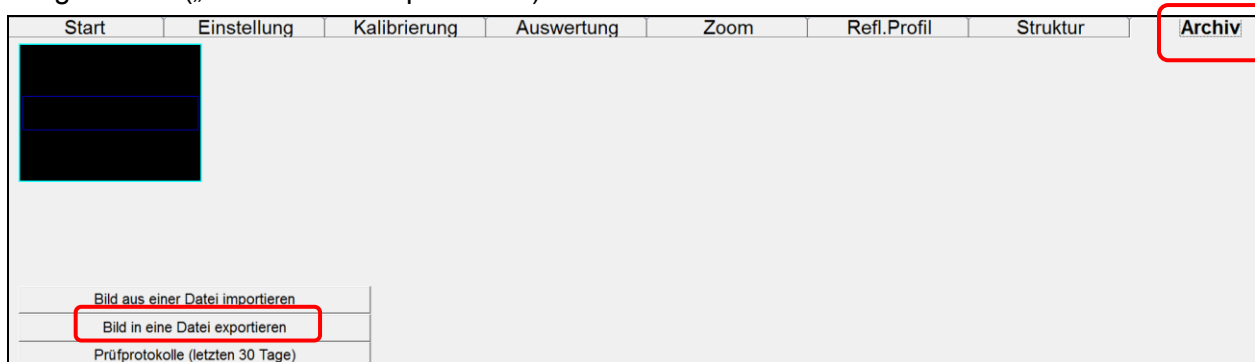 Start Einstellung Kalibrierung Auswertung Zoom Refl.Profil Struktur Archiv
Bild aus einer Datei importieren
Bild in eine Datei exportieren
Prüfprotokolle (letzten 30 Tage)